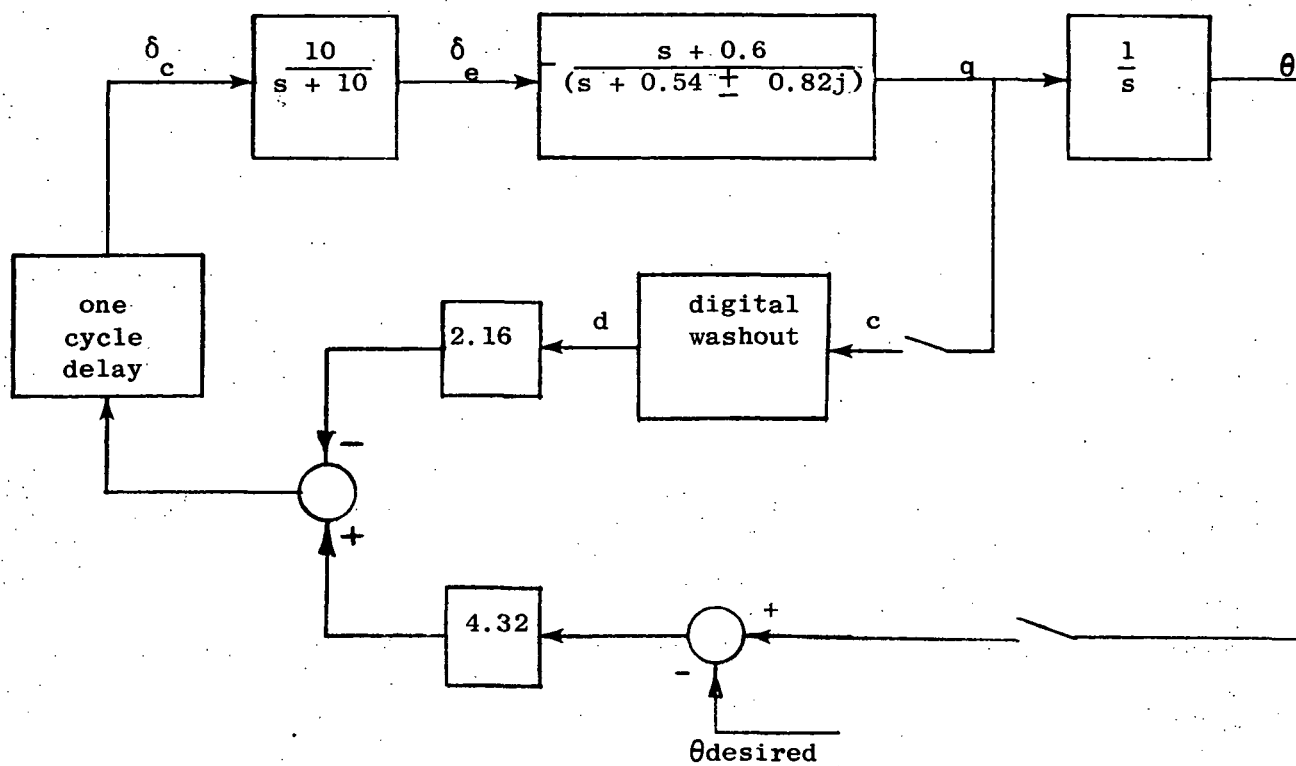 δc
10
s + 10
δe
- s + 0.6
(s + 0.54 ± 0.82j)
q
1
s
θ
one
cycle
delay
2.16
d
digital
washout
c
−
+
4.32
+
-
θdesired